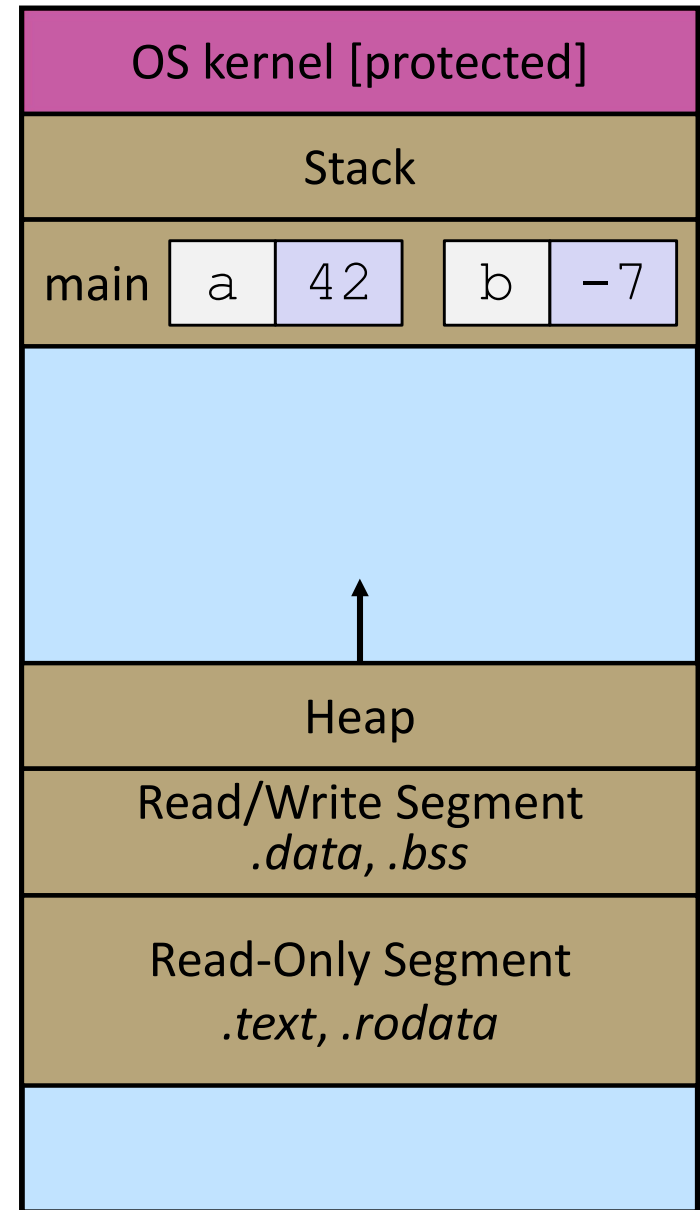 OS kernel [protected]
Stack
main a 42 b -7
Heap
Read/Write Segment
.data, .bss
Read-Only Segment
.text, .rodata